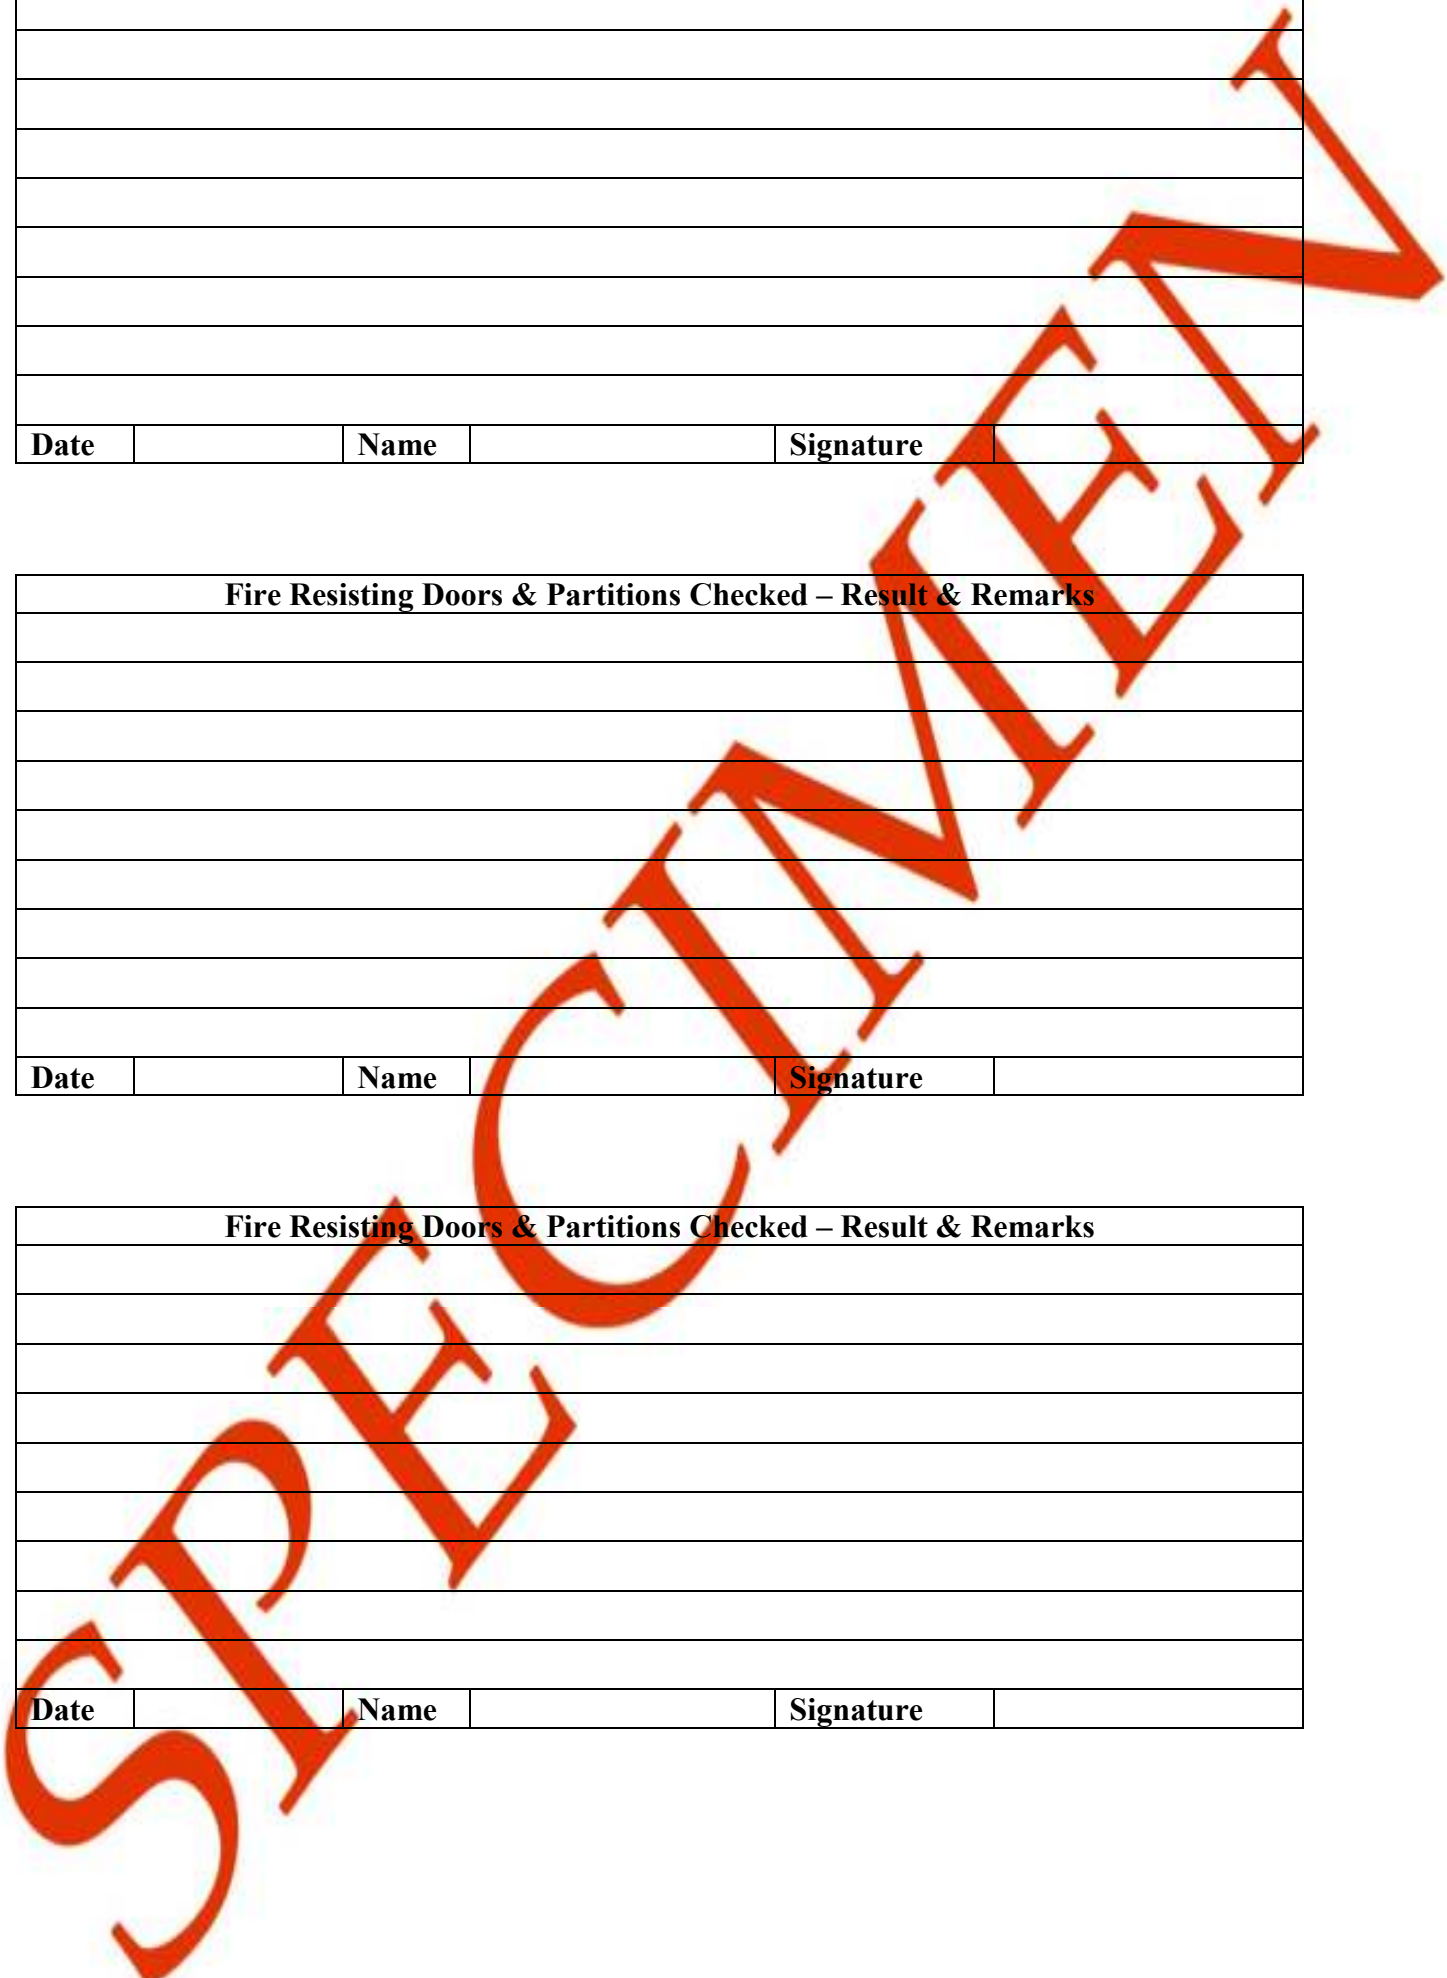 Date Name Signature
Fire Resisting Doors & Partitions Checked – Result & Remarks
Date Name Signature
Fire Resisting Doors & Partitions Checked – Result & Remarks
Date Name Signature
SPECIMEN